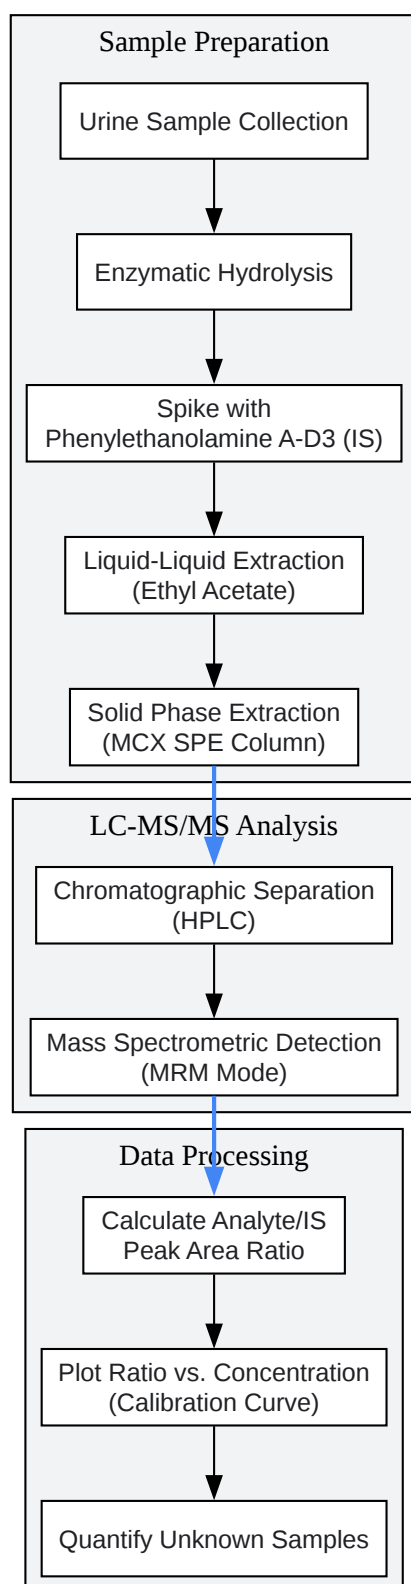 Sample Preparation
Urine Sample Collection
Enzymatic Hydrolysis
Spike with
Phenylethanolamine A-D3 (IS)
Liquid-Liquid Extraction
(Ethyl Acetate)
Solid Phase Extraction
(MCX SPE Column)
LC-MS/MS Analysis
Chromatographic Separation
(HPLC)
Mass Spectrometric Detection
(MRM Mode)
Data Processing
Calculate Analyte/IS
Peak Area Ratio
Plot Ratio vs. Concentration
(Calibration Curve)
Quantify Unknown Samples